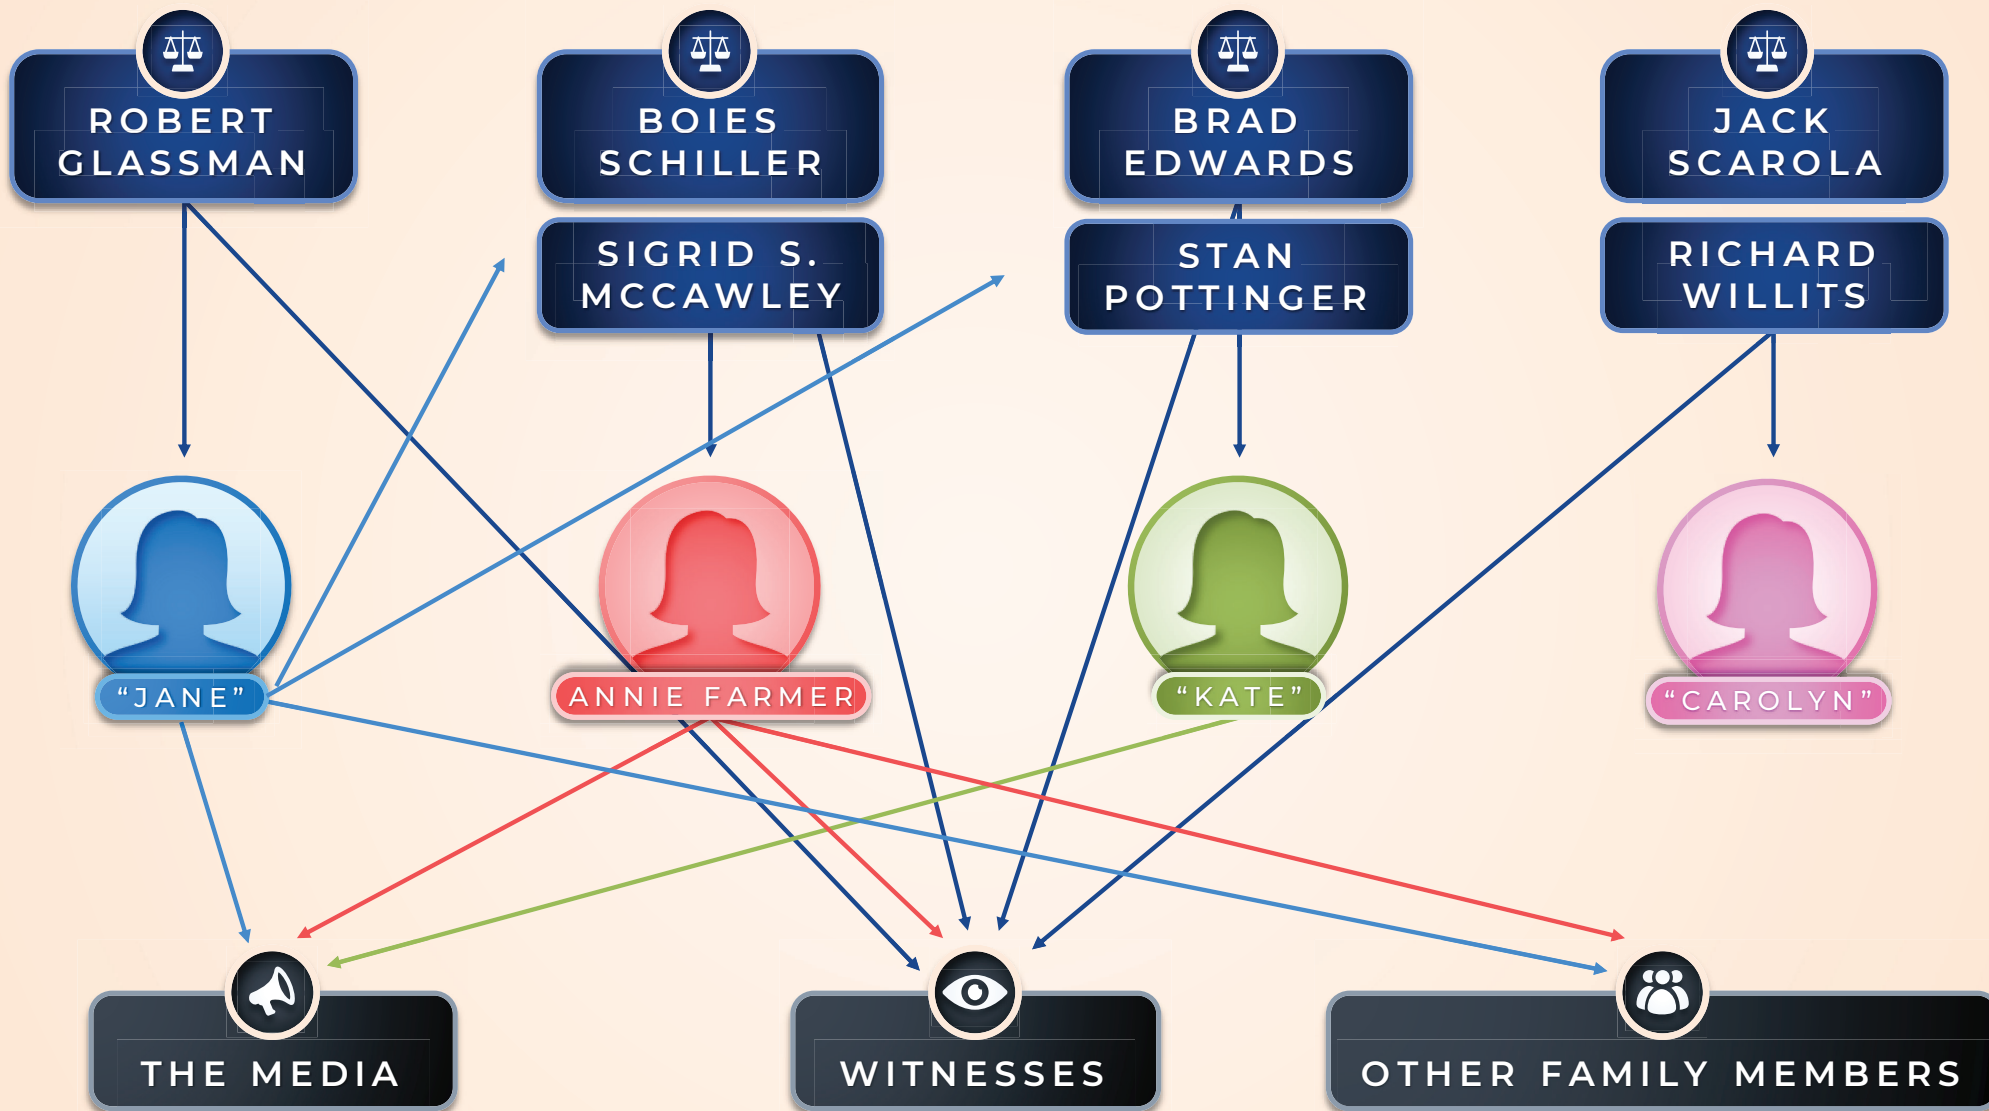 ROBERT
GLASSMAN
BOIES
SCHILLER
BRAD
EDWARDS
JACK
SCAROLA
SIGRID S.
MCCAWLEY
STAN
POTTINGER
RICHARD
WILLITS
“JANE”
ANNIE FARMER
“KATE”
“CAROLYN”
THE MEDIA
WITNESSES
OTHER FAMILY MEMBERS